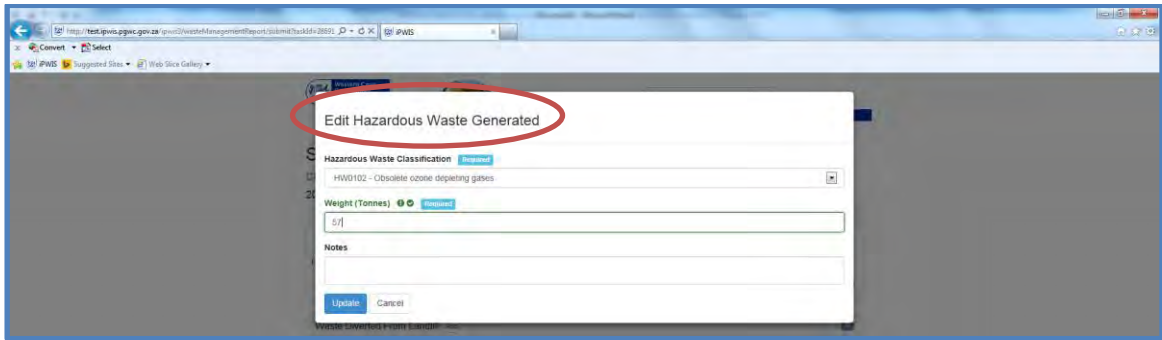 http://test.ipwis.pgwc.gov.za/ipwis3/wasteManagementReport/submit?taskId=28891
iPWIS
Convert Select
iPWIS Suggested Sites Web Slice Gallery
Edit Hazardous Waste Generated
Hazardous Waste Classification Required
HW0102 - Obsolete ozone depleting gases
Weight (Tonnes) Required
57
Notes
Update Cancel
Waste Diverted From Landfill